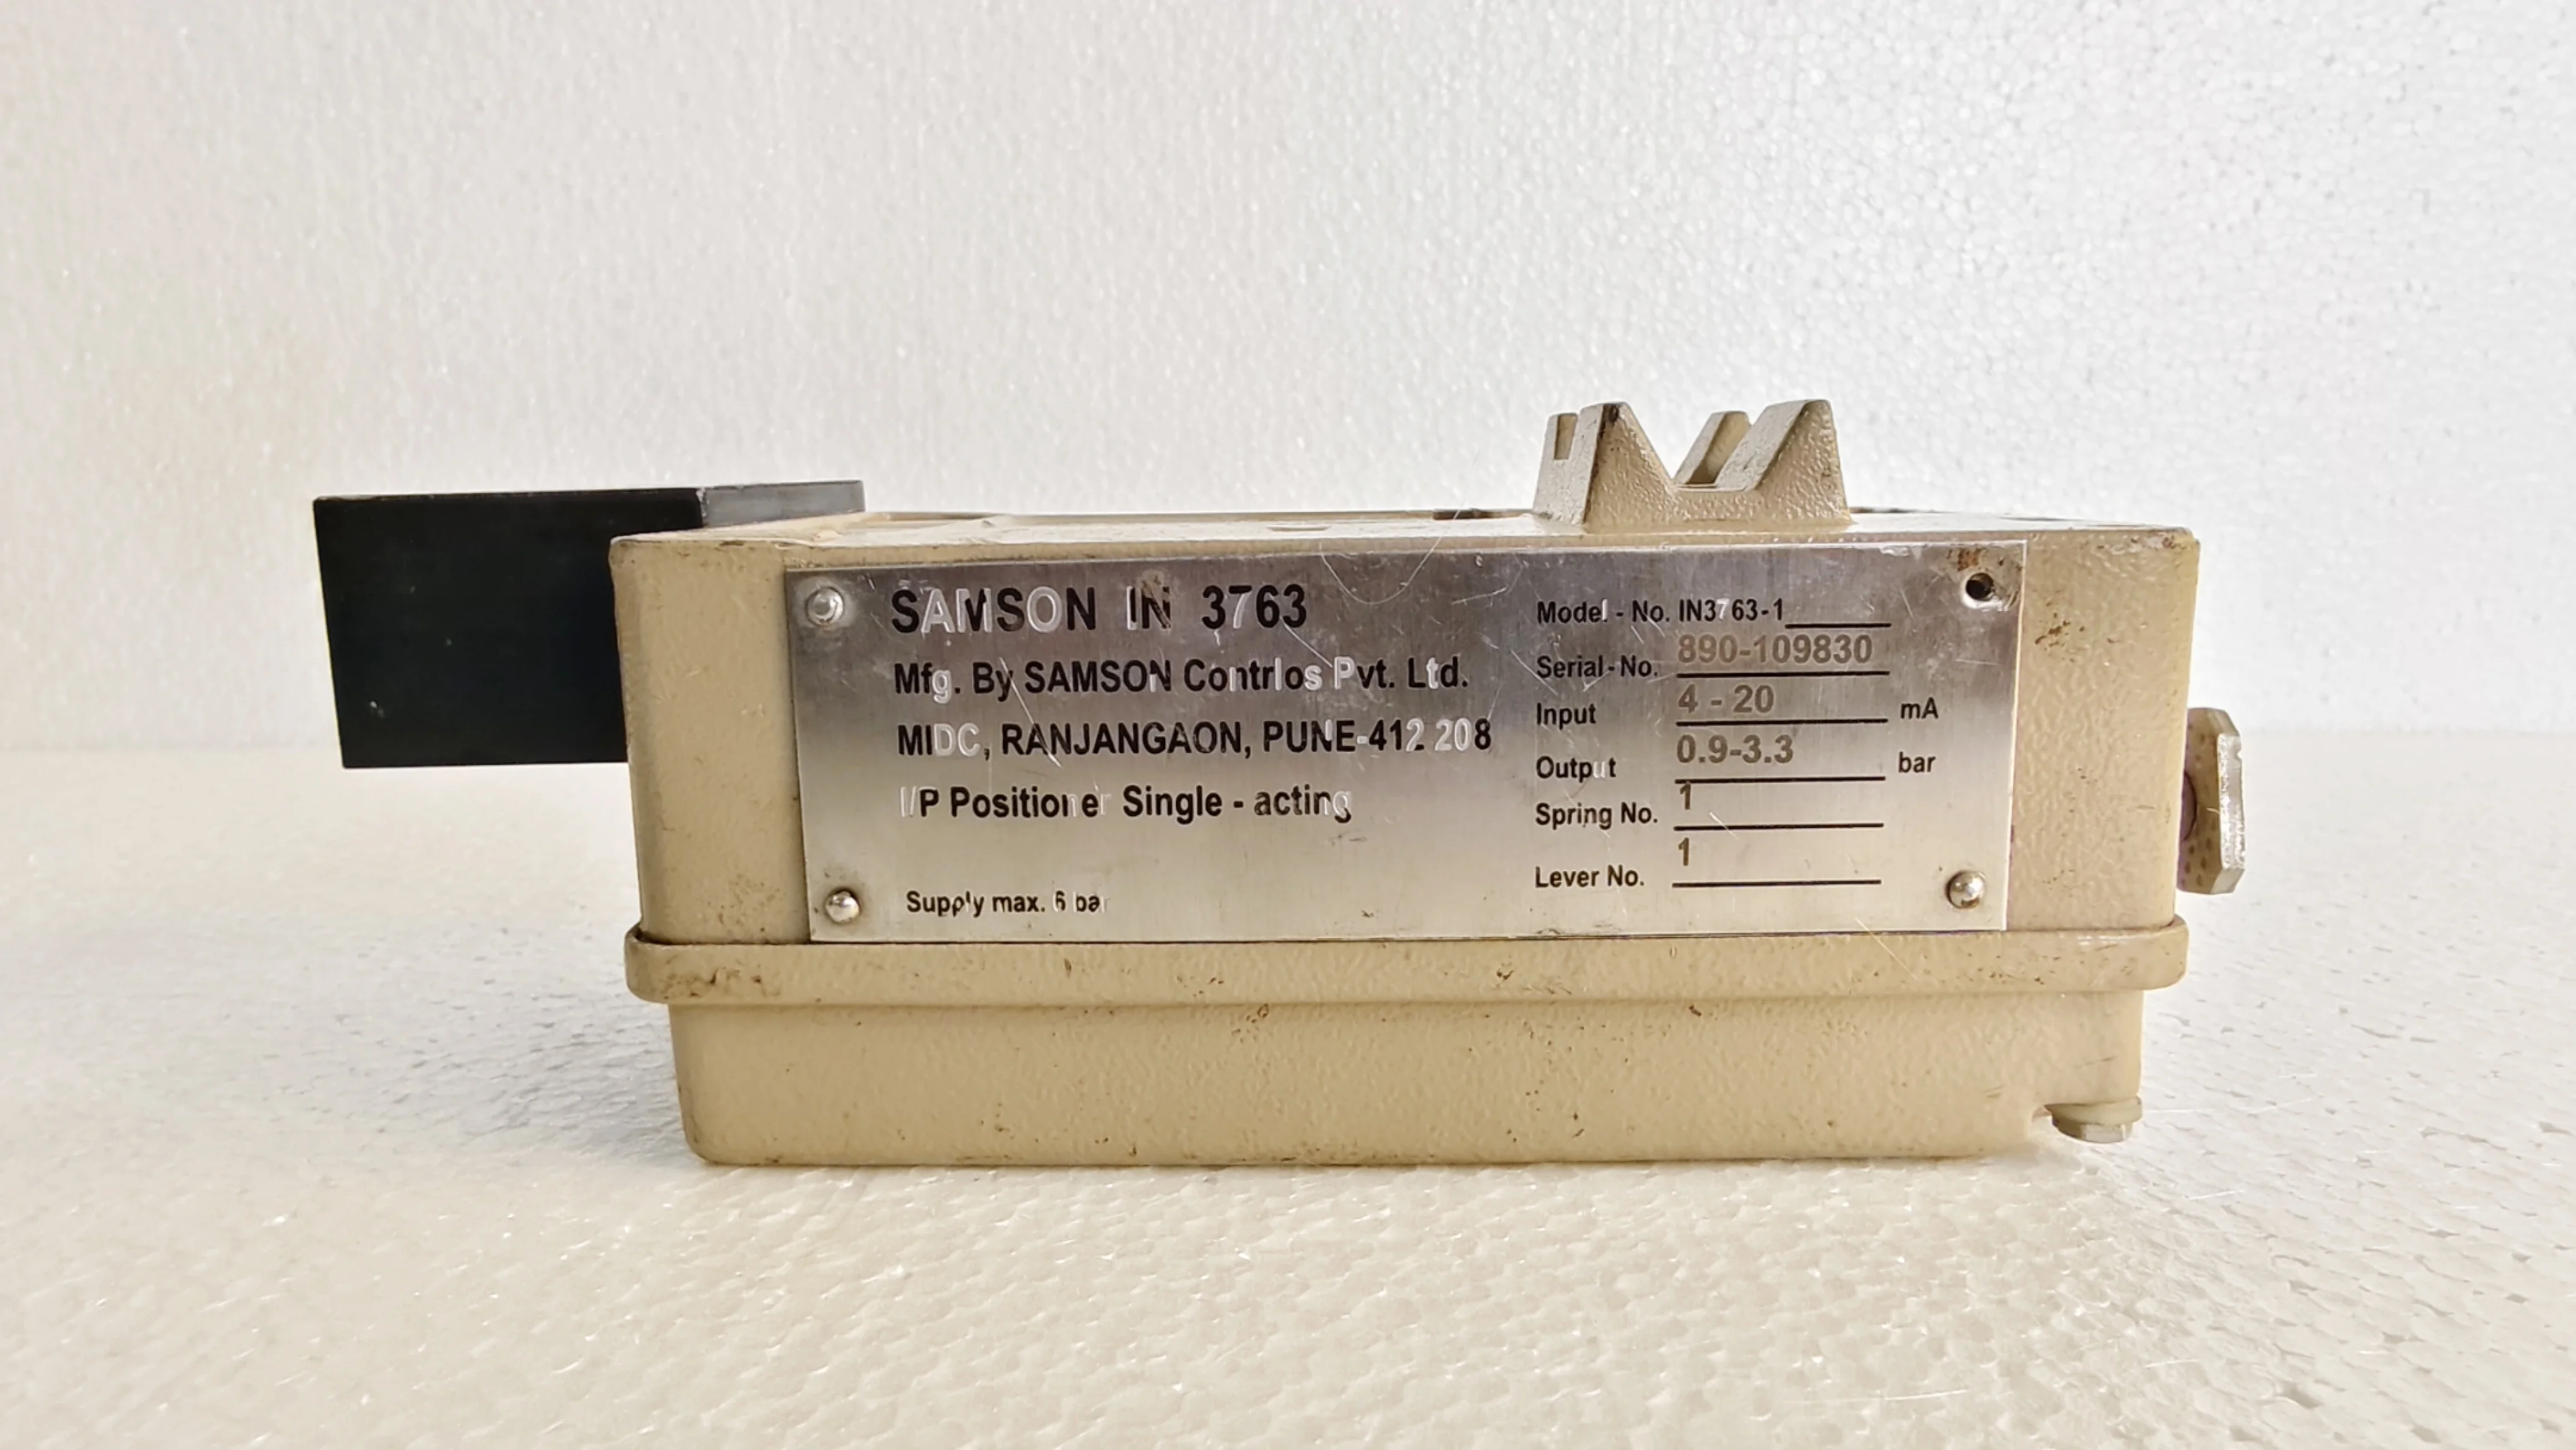 SAMSON IN 3763
Mfg. By SAMSON Contrlos Pvt. Ltd.
MIDC, RANJANGAON, PUNE-412 208
I/P Positioner Single - acting
Supply max. 6 bar
Model - No. IN3763-1
Serial-No. 890-109830
Input 4 - 20 mA
Output 0.9-3.3 bar
Spring No. 1
Lever No. 1